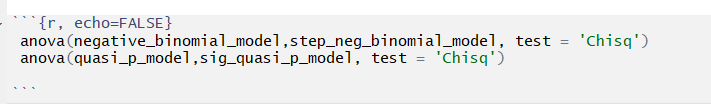 ```{r, echo=FALSE}
anova(negative_binomial_model,step_neg_binomial_model, test = 'Chisq')
anova(quasi_p_model,sig_quasi_p_model, test = 'Chisq')
```